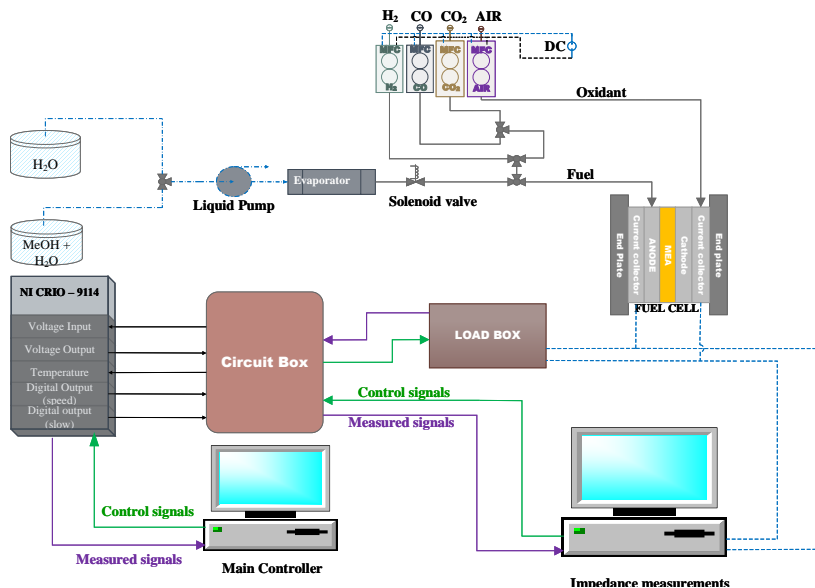 H₂ CO CO₂ AIR
MFC MFC MFC MFC
DC
H₂ CO CO₂ AIR
Oxidant
H₂O
Evaporator
Fuel
Liquid Pump
Solenoid valve
MeOH +
H₂O
End Plate
Current collector
ANODE
MEA
Cathode
Current collector
End plate
FUEL CELL
NI CRIO – 9114
Voltage Input
Voltage Output
Temperature
Digital Output
(speed)
Digital output
(slow)
Circuit Box
LOAD BOX
Control signals
Measured signals
Control signals
Measured signals
Main Controller
Impedance measurements